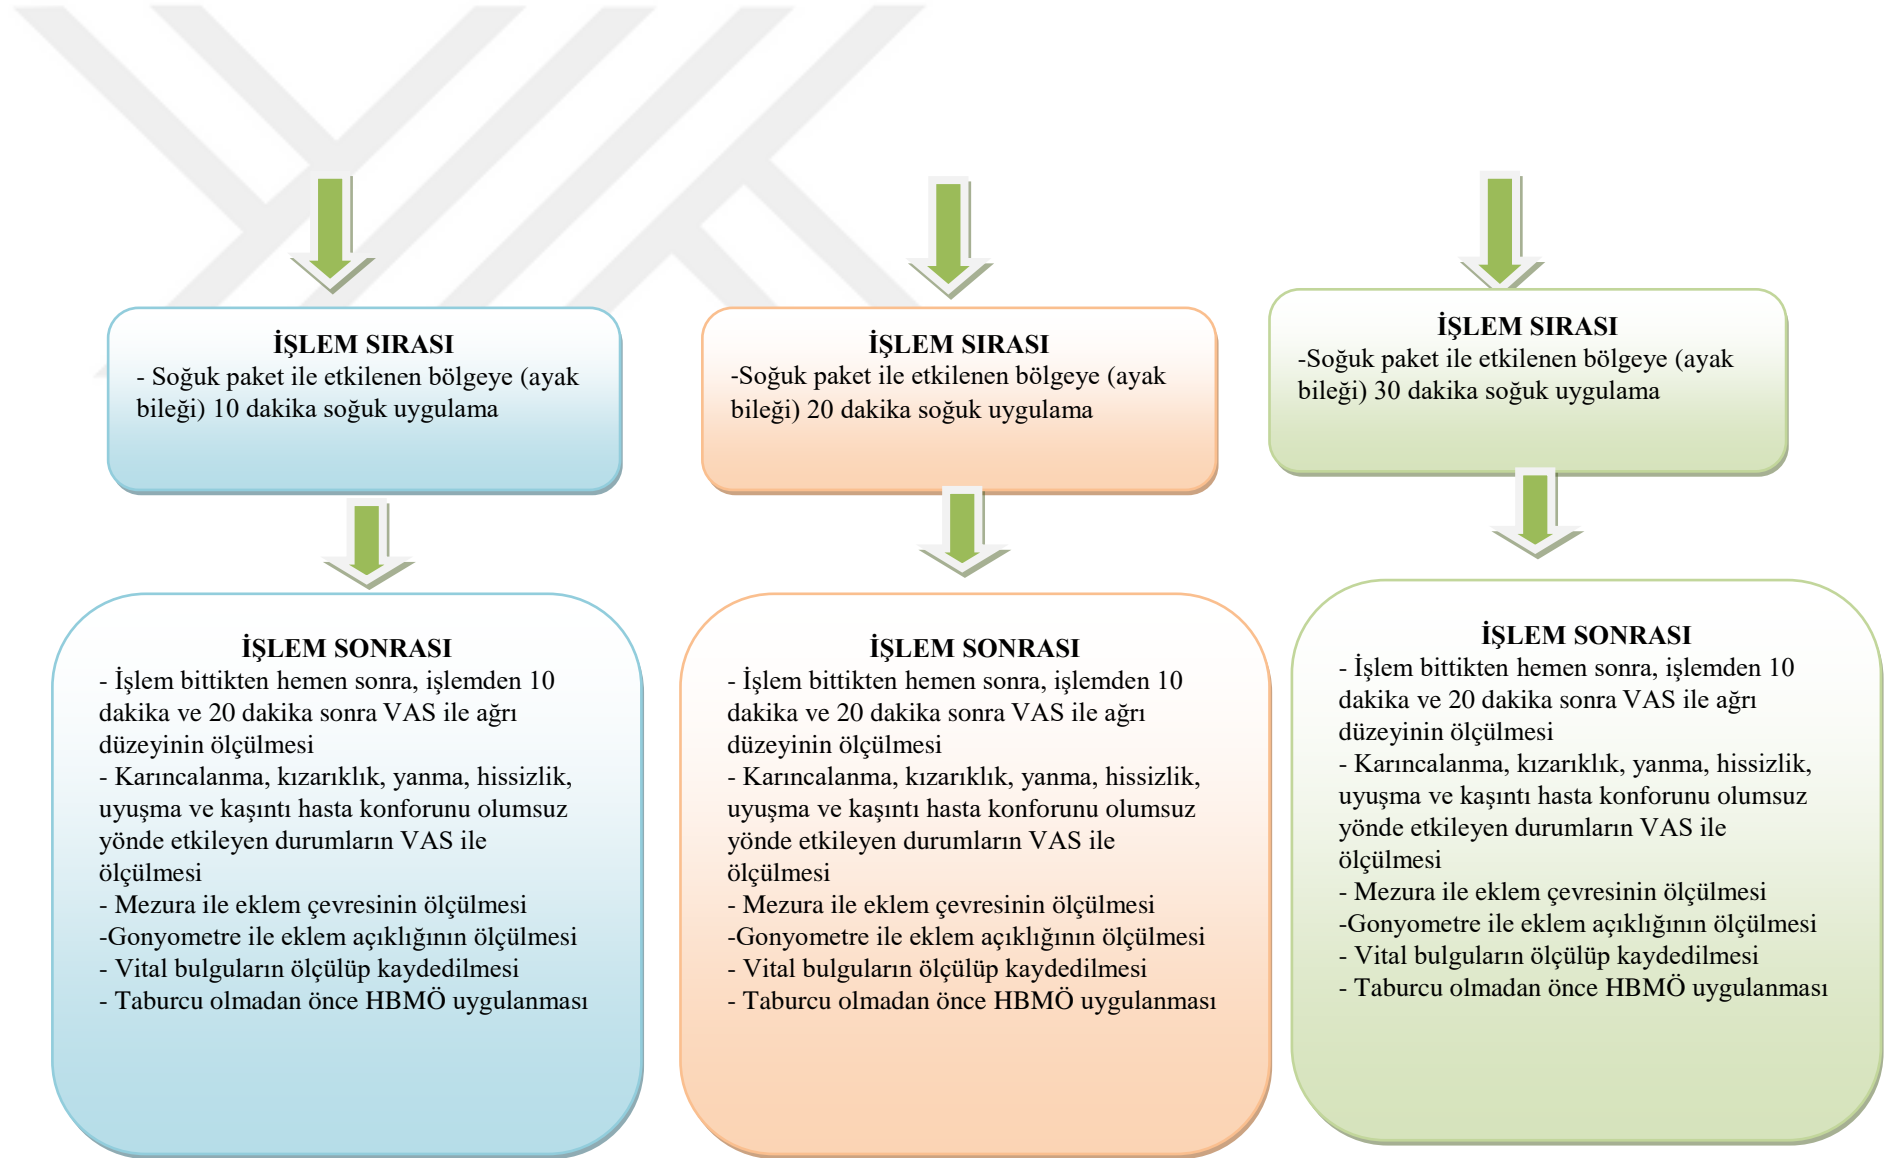 İŞLEM SIRASI
- Soğuk paket ile etkilenen bölgeye (ayak
bileği) 10 dakika soğuk uygulama
İŞLEM SIRASI
-Soğuk paket ile etkilenen bölgeye (ayak
bileği) 20 dakika soğuk uygulama
İŞLEM SIRASI
-Soğuk paket ile etkilenen bölgeye (ayak
bileği) 30 dakika soğuk uygulama
İŞLEM SONRASI
- İşlem bittikten hemen sonra, işlemden 10
dakika ve 20 dakika sonra VAS ile ağrı
düzeyinin ölçülmesi
- Karıncalanma, kızarıklık, yanma, hissizlik,
uyuşma ve kaşıntı hasta konforunu olumsuz
yönde etkileyen durumların VAS ile
ölçülmesi
- Mezura ile eklem çevresinin ölçülmesi
-Gonyometre ile eklem açıklığının ölçülmesi
- Vital bulguların ölçülüp kaydedilmesi
- Taburcu olmadan önce HBMÖ uygulanması
İŞLEM SONRASI
- İşlem bittikten hemen sonra, işlemden 10
dakika ve 20 dakika sonra VAS ile ağrı
düzeyinin ölçülmesi
- Karıncalanma, kızarıklık, yanma, hissizlik,
uyuşma ve kaşıntı hasta konforunu olumsuz
yönde etkileyen durumların VAS ile
ölçülmesi
- Mezura ile eklem çevresinin ölçülmesi
-Gonyometre ile eklem açıklığının ölçülmesi
- Vital bulguların ölçülüp kaydedilmesi
- Taburcu olmadan önce HBMÖ uygulanması
İŞLEM SONRASI
- İşlem bittikten hemen sonra, işlemden 10
dakika ve 20 dakika sonra VAS ile ağrı
düzeyinin ölçülmesi
- Karıncalanma, kızarıklık, yanma, hissizlik,
uyuşma ve kaşıntı hasta konforunu olumsuz
yönde etkileyen durumların VAS ile
ölçülmesi
- Mezura ile eklem çevresinin ölçülmesi
-Gonyometre ile eklem açıklığının ölçülmesi
- Vital bulguların ölçülüp kaydedilmesi
- Taburcu olmadan önce HBMÖ uygulanması